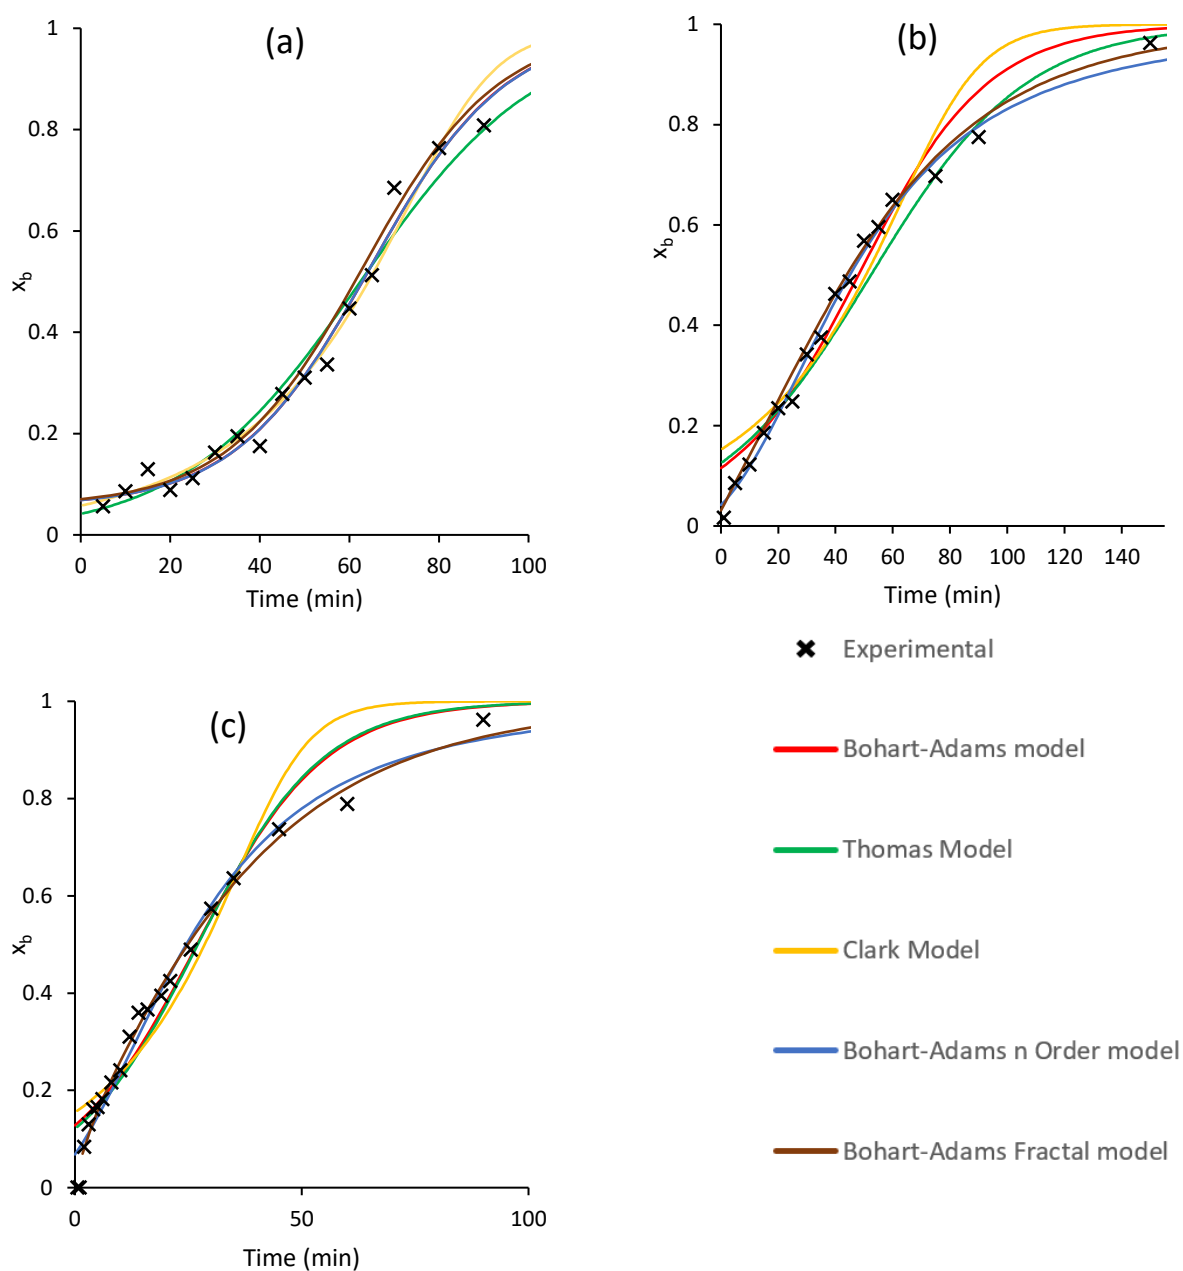 (a)
1
0.8
0.6
0.4
0.2
0
x_b
0 20 40 60 80 100
Time (min)
(b)
1
0.8
0.6
0.4
0.2
0
x_b
0 20 40 60 80 100 120 140
Time (min)
(c)
1
0.8
0.6
0.4
0.2
0
x_b
0 50 100
Time (min)
Experimental
Bohart-Adams model
Thomas Model
Clark Model
Bohart-Adams n Order model
Bohart-Adams Fractal model